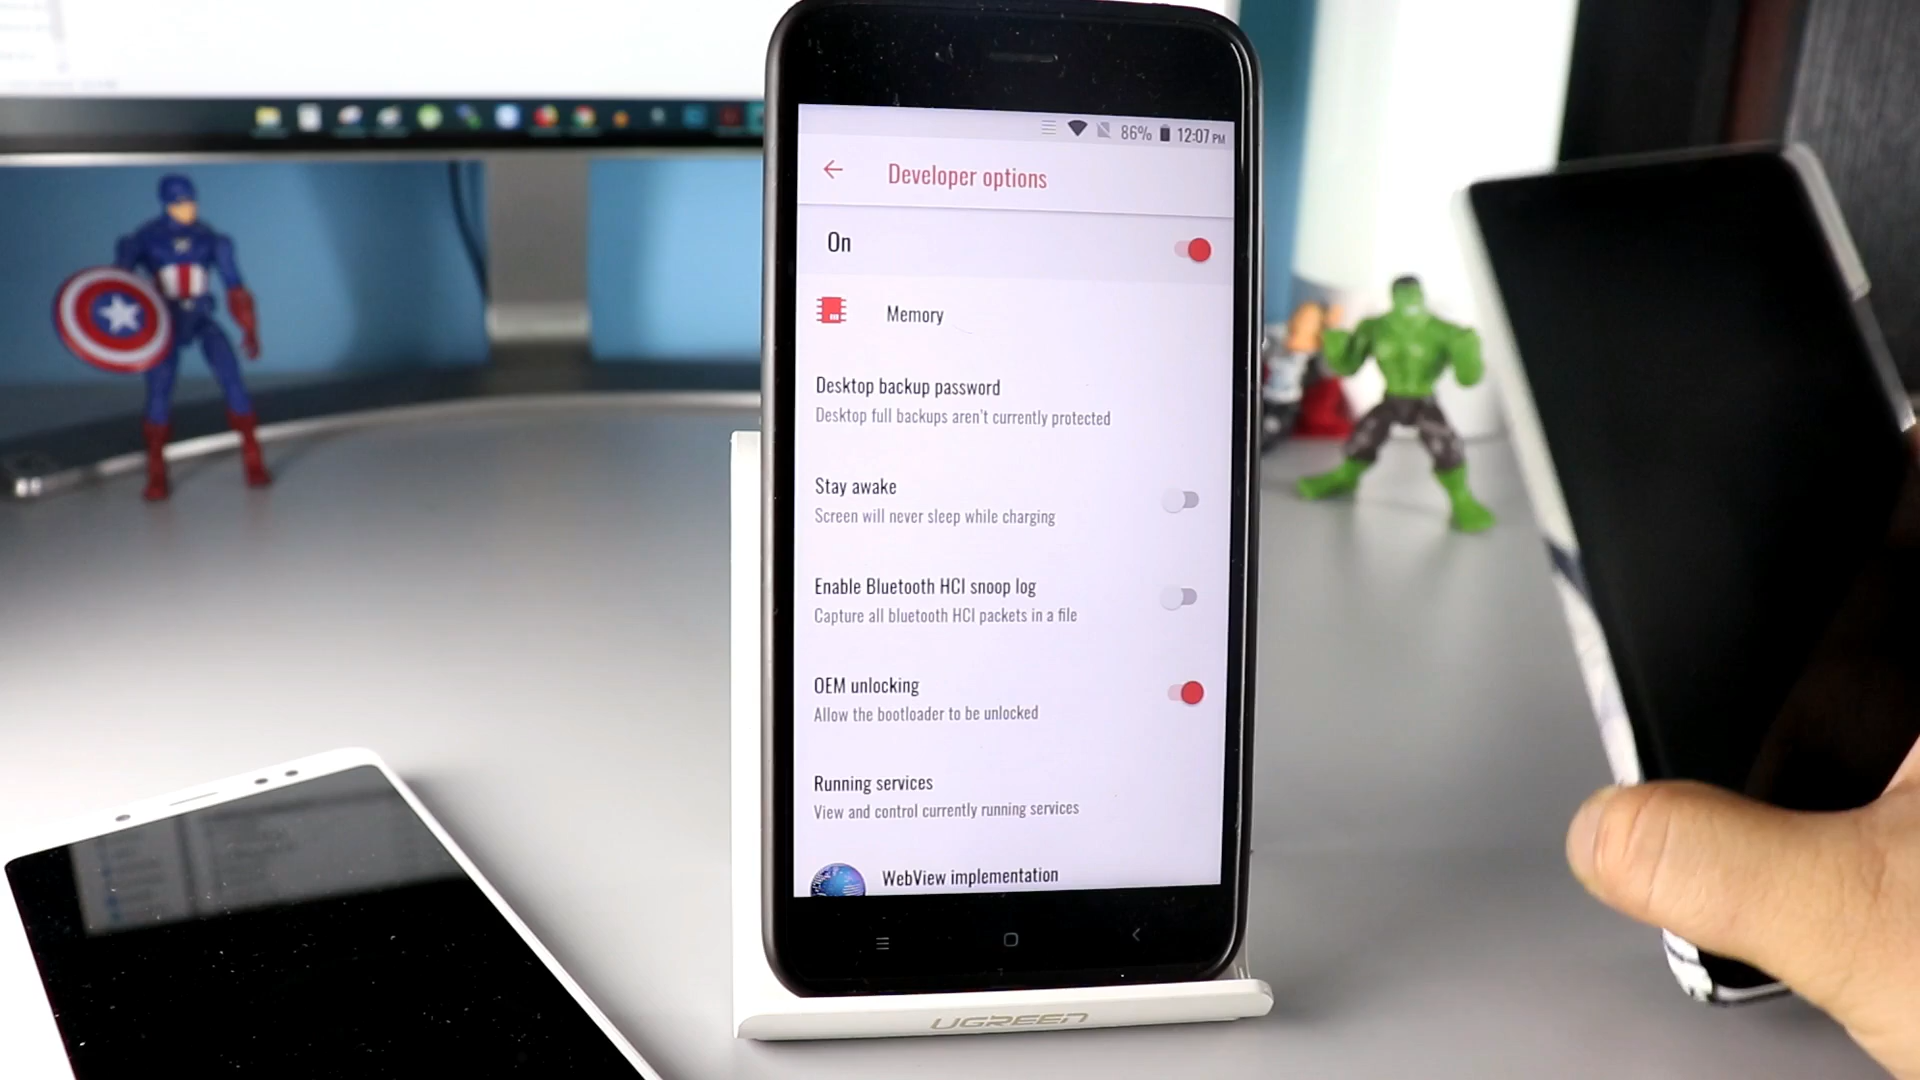 86% 12:07 PM
Developer options
On
Memory
Desktop backup password
Desktop full backups aren't currently protected
Stay awake
Screen will never sleep while charging
Enable Bluetooth HCI snoop log
Capture all bluetooth HCI packets in a file
OEM unlocking
Allow the bootloader to be unlocked
Running services
View and control currently running services
WebView implementation
UGREEN